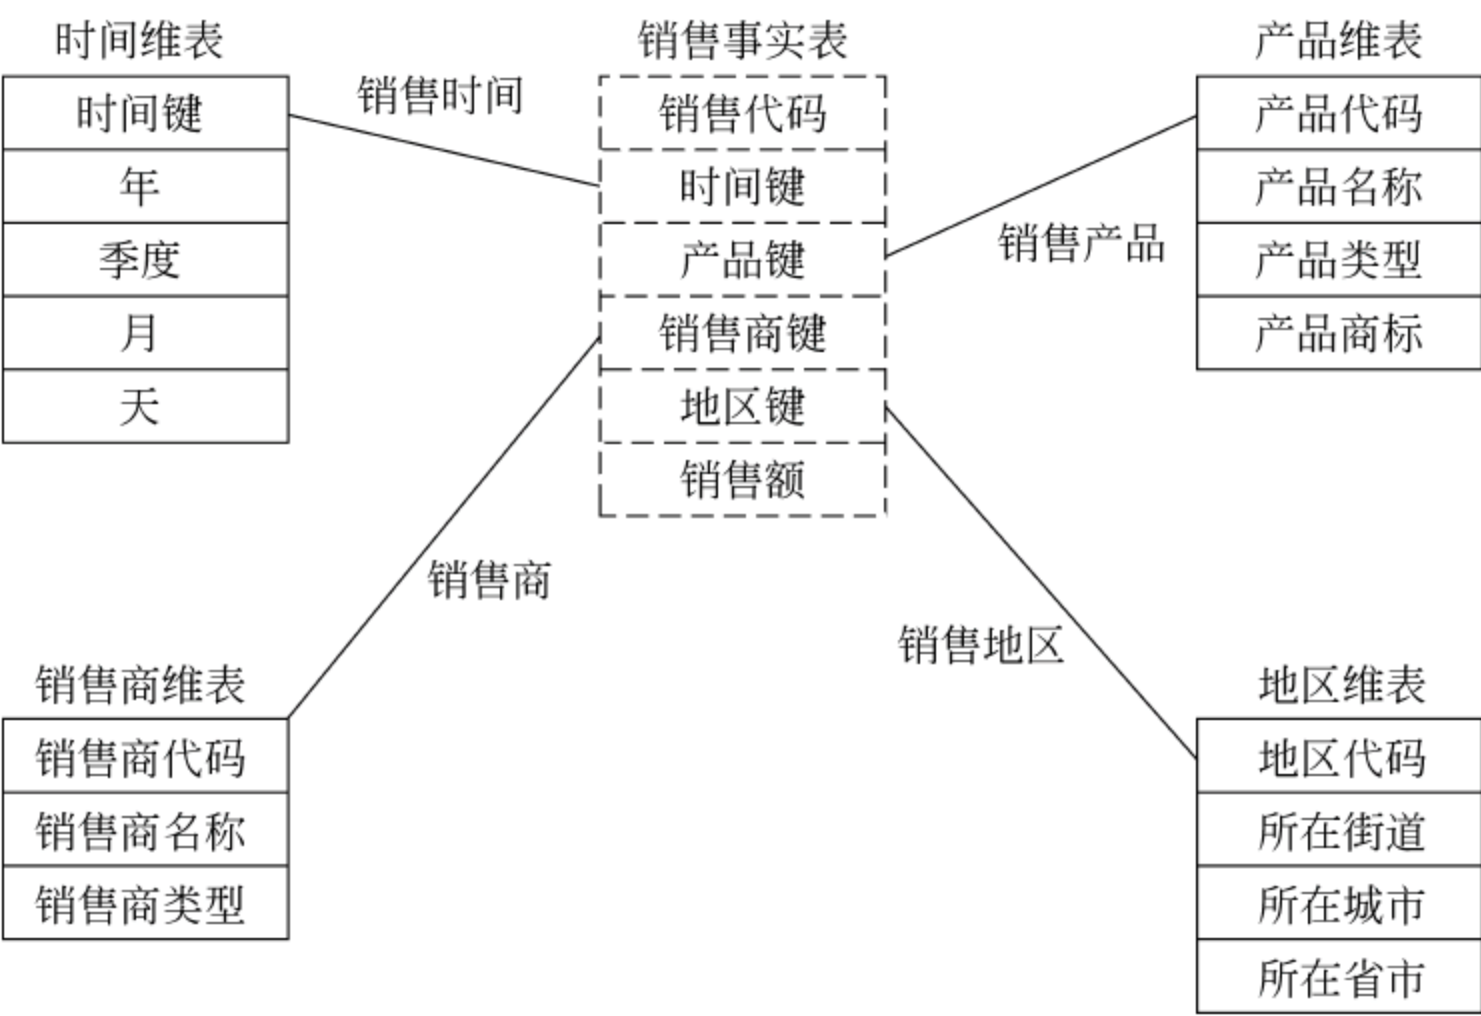 时间维表
时间键
年
季度
月
天
销售时间
销售事实表
销售代码
时间键
产品键
销售商键
地区键
销售额
产品维表
产品代码
产品名称
产品类型
产品商标
销售产品
销售商
销售地区
销售商维表
销售商代码
销售商名称
销售商类型
地区维表
地区代码
所在街道
所在城市
所在省市